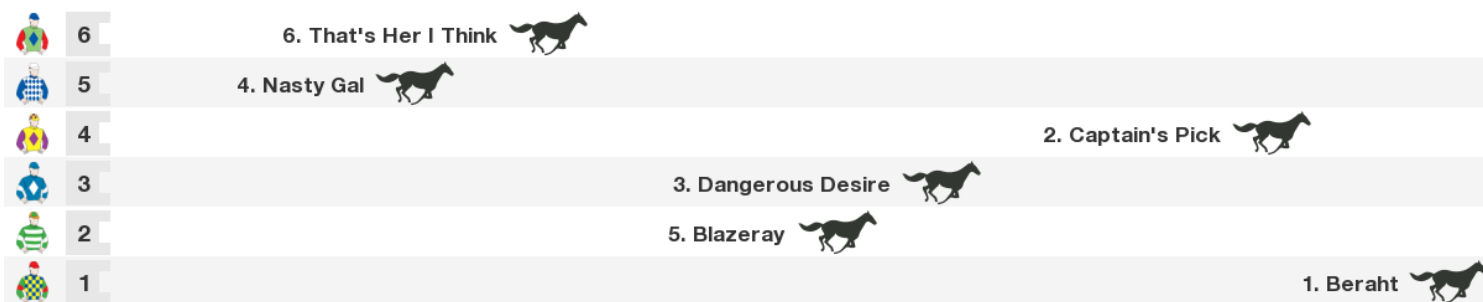 6 6. That's Her I Think
5 4. Nasty Gal
4 2. Captain's Pick
3 3. Dangerous Desire
2 5. Blazeray
1 1. Beraht